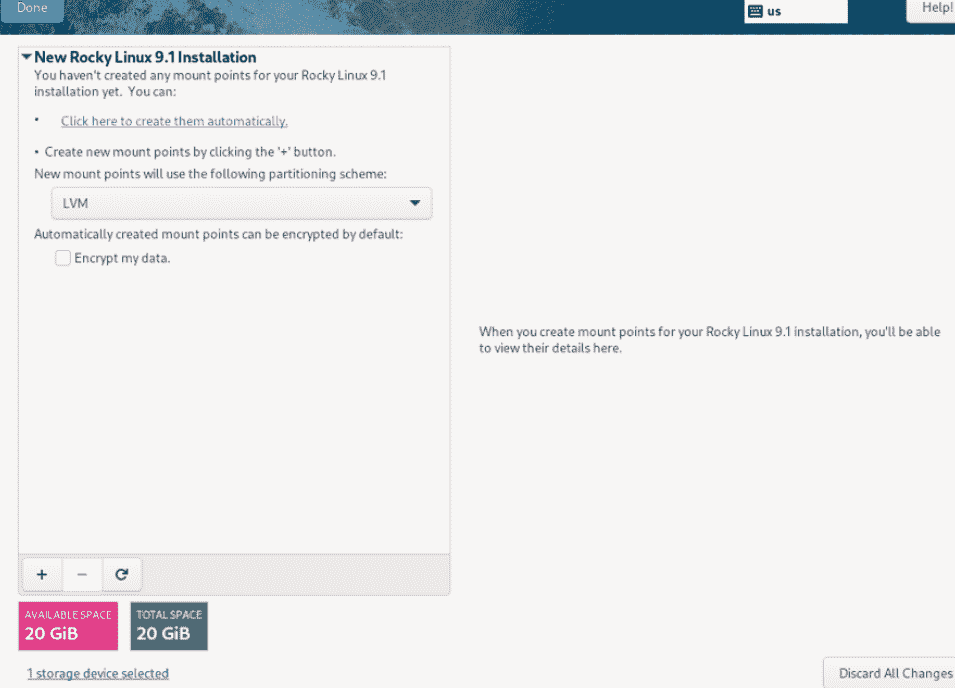 Done
us
Help!
New Rocky Linux 9.1 Installation
You haven't created any mount points for your Rocky Linux 9.1
installation yet. You can:
• Click here to create them automatically.
• Create new mount points by clicking the '+' button.
New mount points will use the following partitioning scheme:
LVM
Automatically created mount points can be encrypted by default:
Encrypt my data.
When you create mount points for your Rocky Linux 9.1 installation, you'll be able
to view their details here.
+ −
AVAILABLE SPACE
20 GiB
TOTAL SPACE
20 GiB
1 storage device selected
Discard All Changes